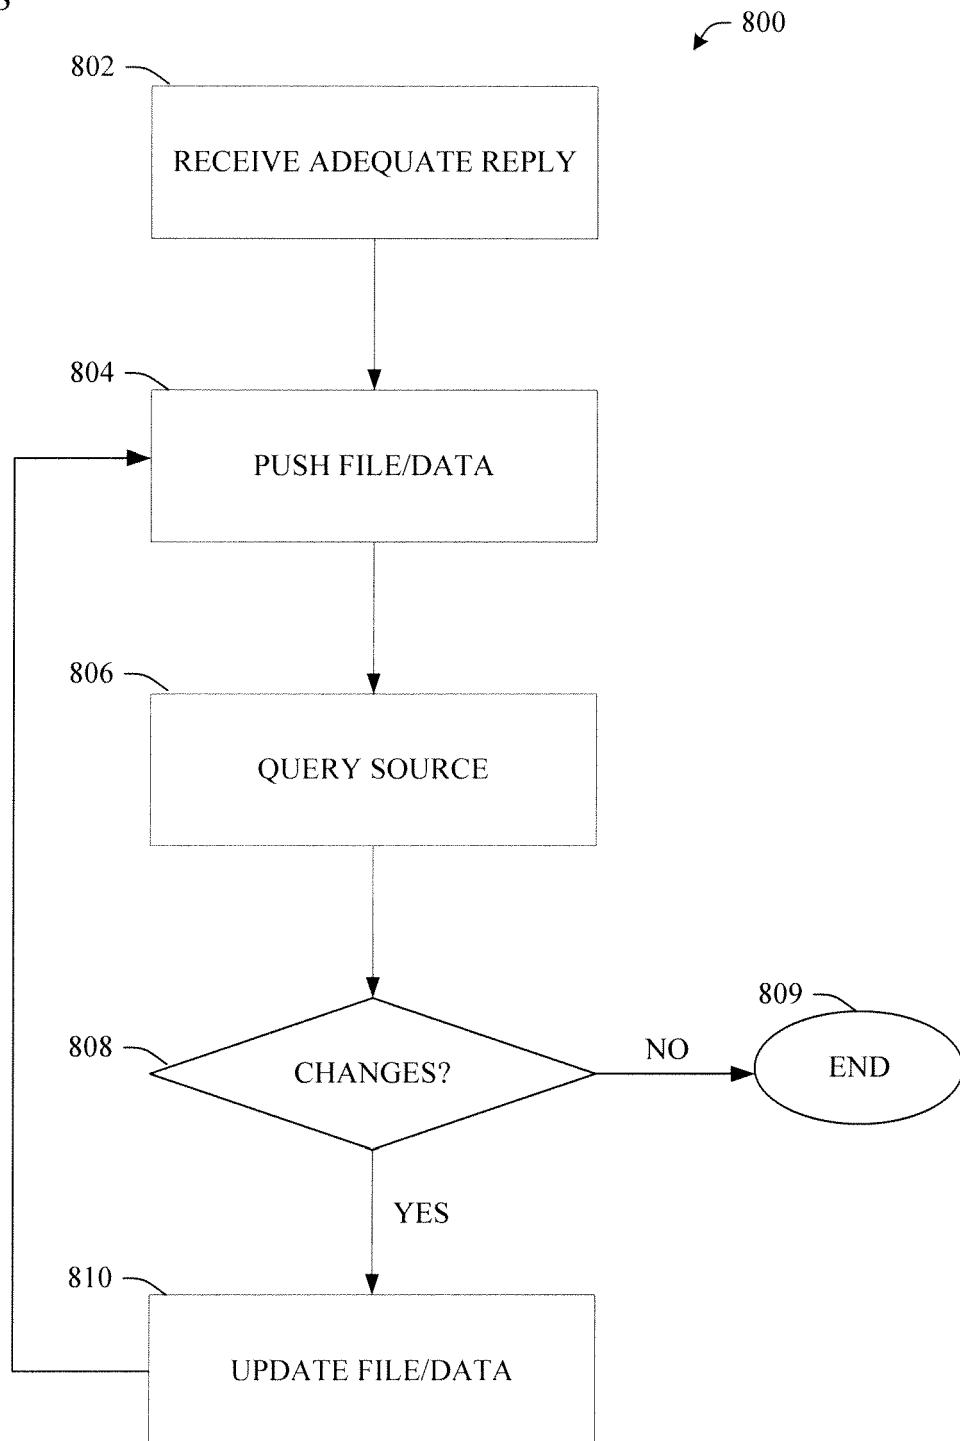 800
802
RECEIVE ADEQUATE REPLY
804
PUSH FILE/DATA
806
QUERY SOURCE
809
808
CHANGES?
NO
END
YES
810
UPDATE FILE/DATA